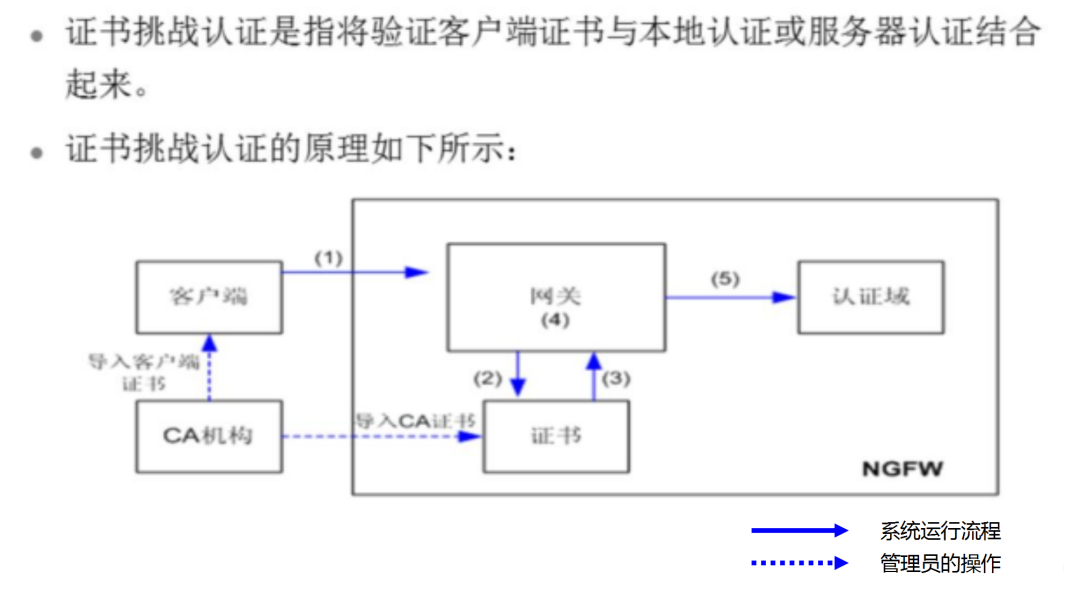 证书挑战认证是指将验证客户端证书与本地认证或服务器认证结合
起来。
证书挑战认证的原理如下所示：
(1)
客户端
网关
(4)
(5)
认证域
导入客户端
证书
(2)
(3)
CA机构
导入CA证书
证书
NGFW
系统运行流程
管理员的操作